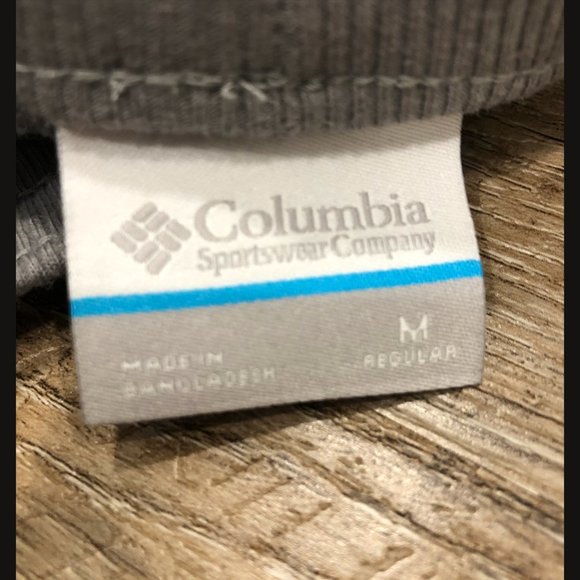 Columbia
Sportswear Company
M
MADE IN REGULAR
BANGLADESH